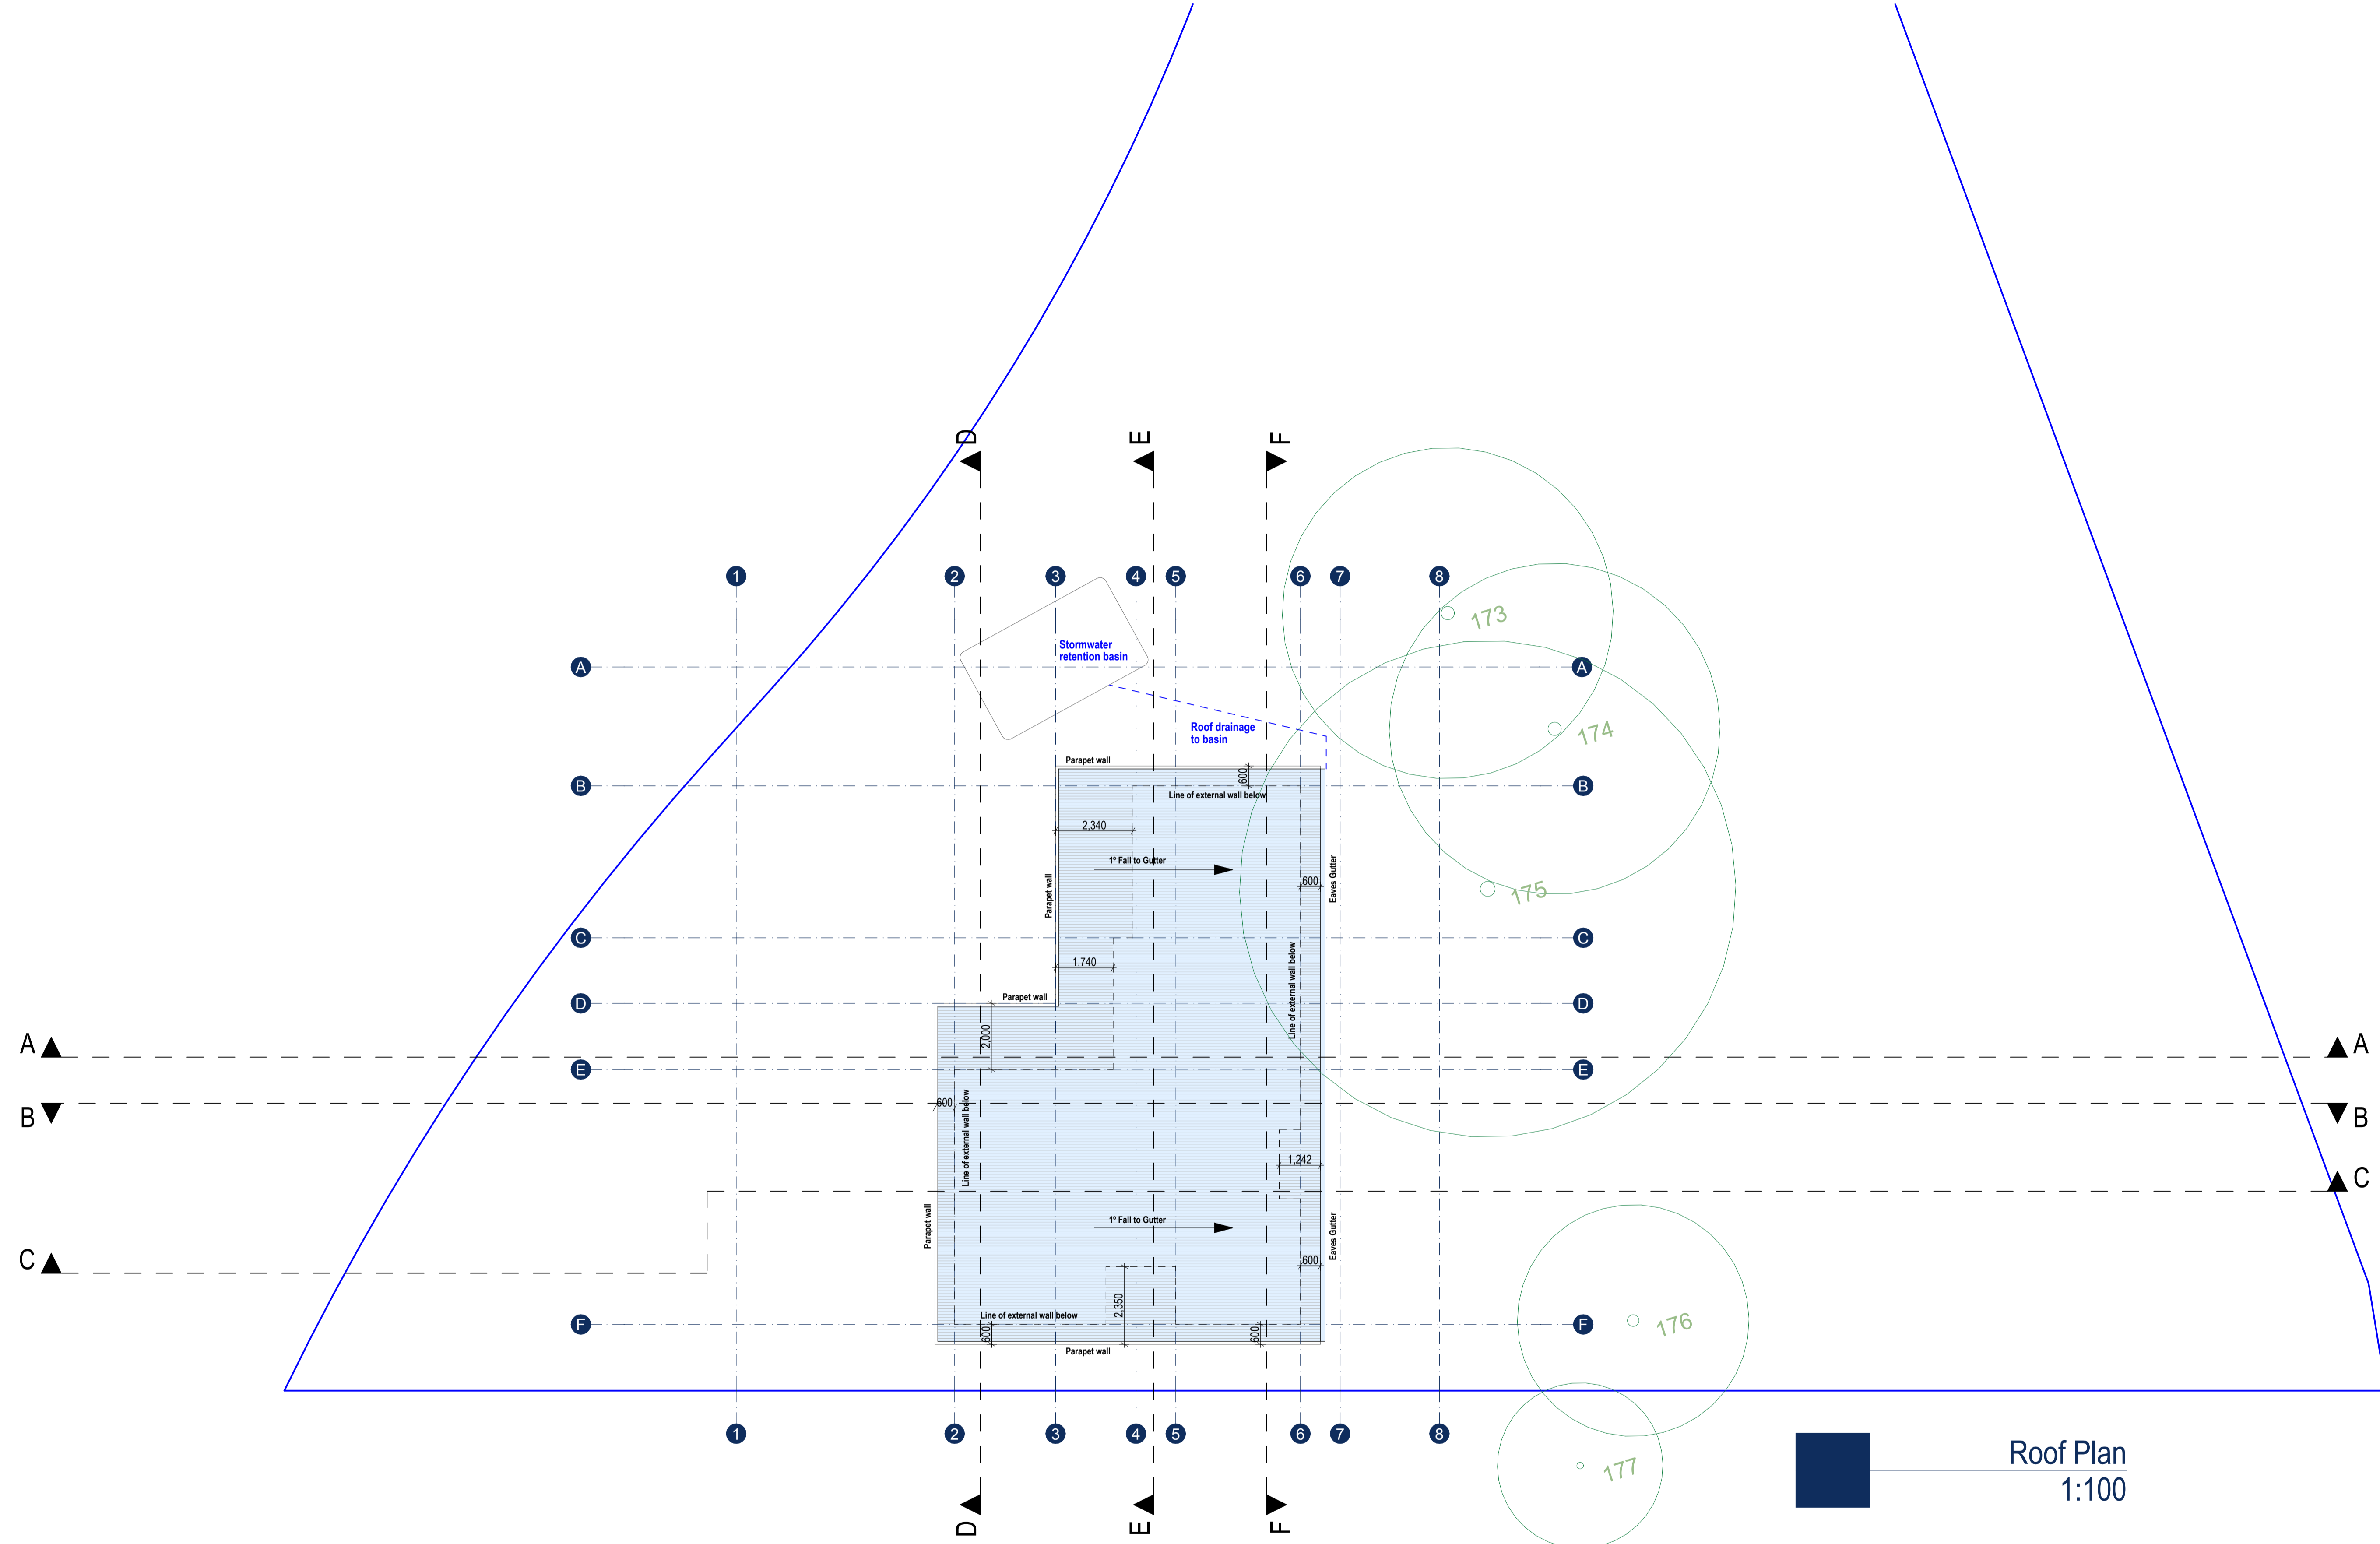 D E F
1 2 3 4 5 6 7 8
173
Stormwater
retention basin
A A
Roof drainage
to basin
174
Parapet wall
600
B B
Line of external wall below
2,340
1º Fall to Gutter
Eaves Gutter
600
Parapet wall
175
C C
1,740
Line of external wall below
Parapet wall
D D
2,000
A A
E E
600
B B
Line of external wall below
1,242
C C
Parapet wall
1º Fall to Gutter
Eaves Gutter
C
600
2,350
Line of external wall below
F F
600
600
176
Parapet wall
1 2 3 4 5 6 7 8
177
Roof Plan
1:100
D E F